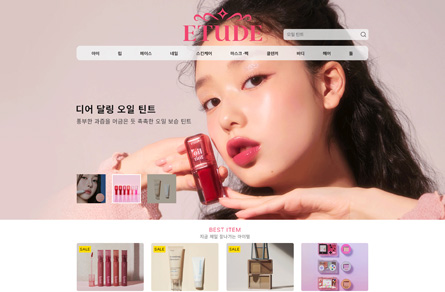 ETUDE
오일 틴트
아이 립 페이스 네일 스킨케어 마스크·팩 클렌저 바디 헤어 툴
디어 달링 오일 틴트
풍부한 과즙을 머금은 듯 촉촉한 오일 보습 틴트
oil tint
BEST ITEM
지금 제일 잘나가는 아이템
SALE
SALE
SALE